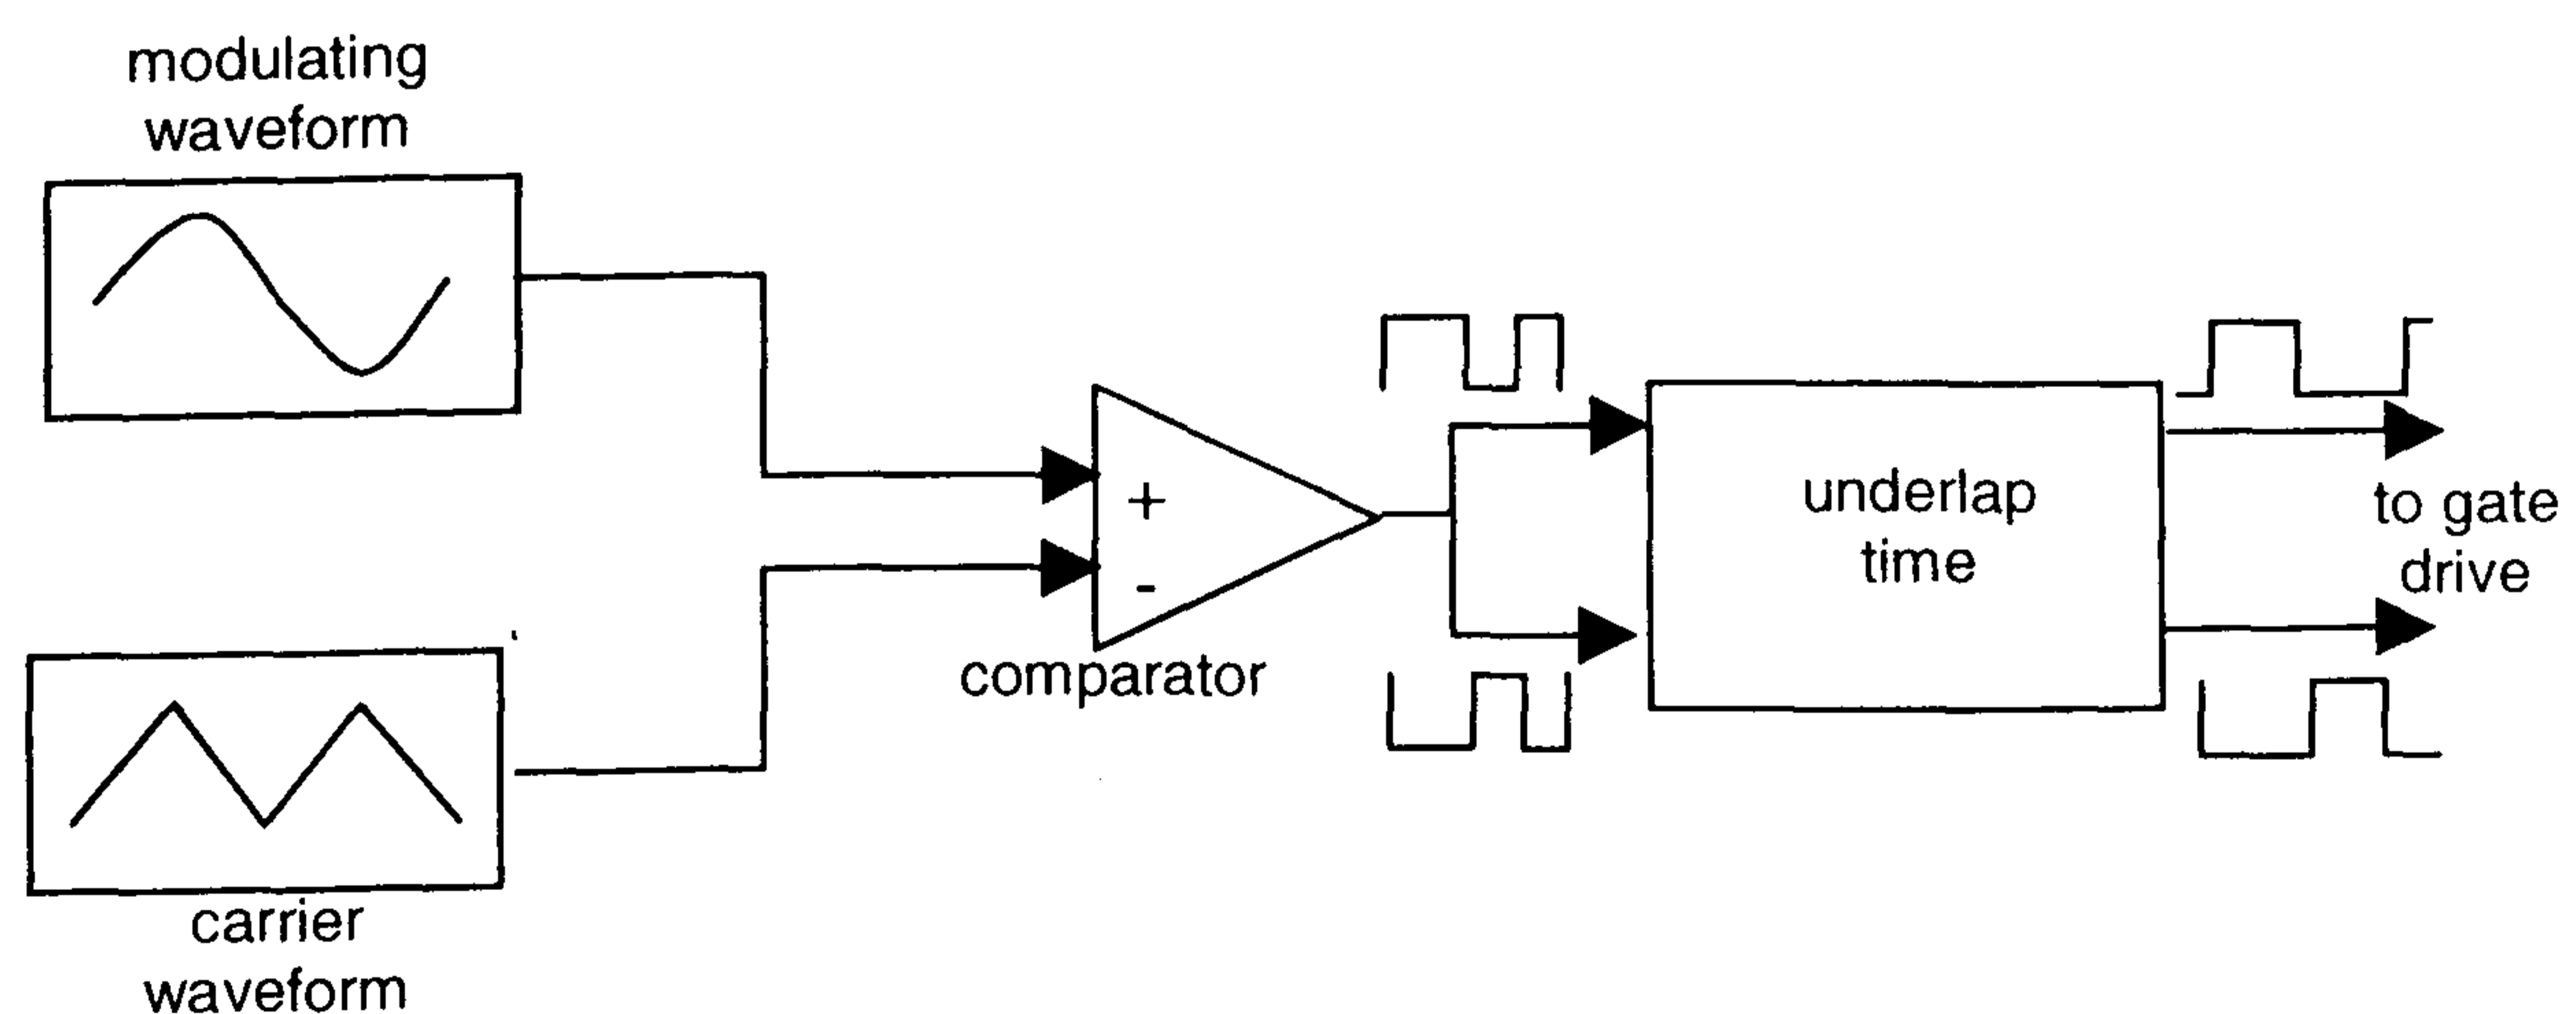 modulating
waveform
+
-
comparator
underlap
time
to gate
drive
carrier
waveform